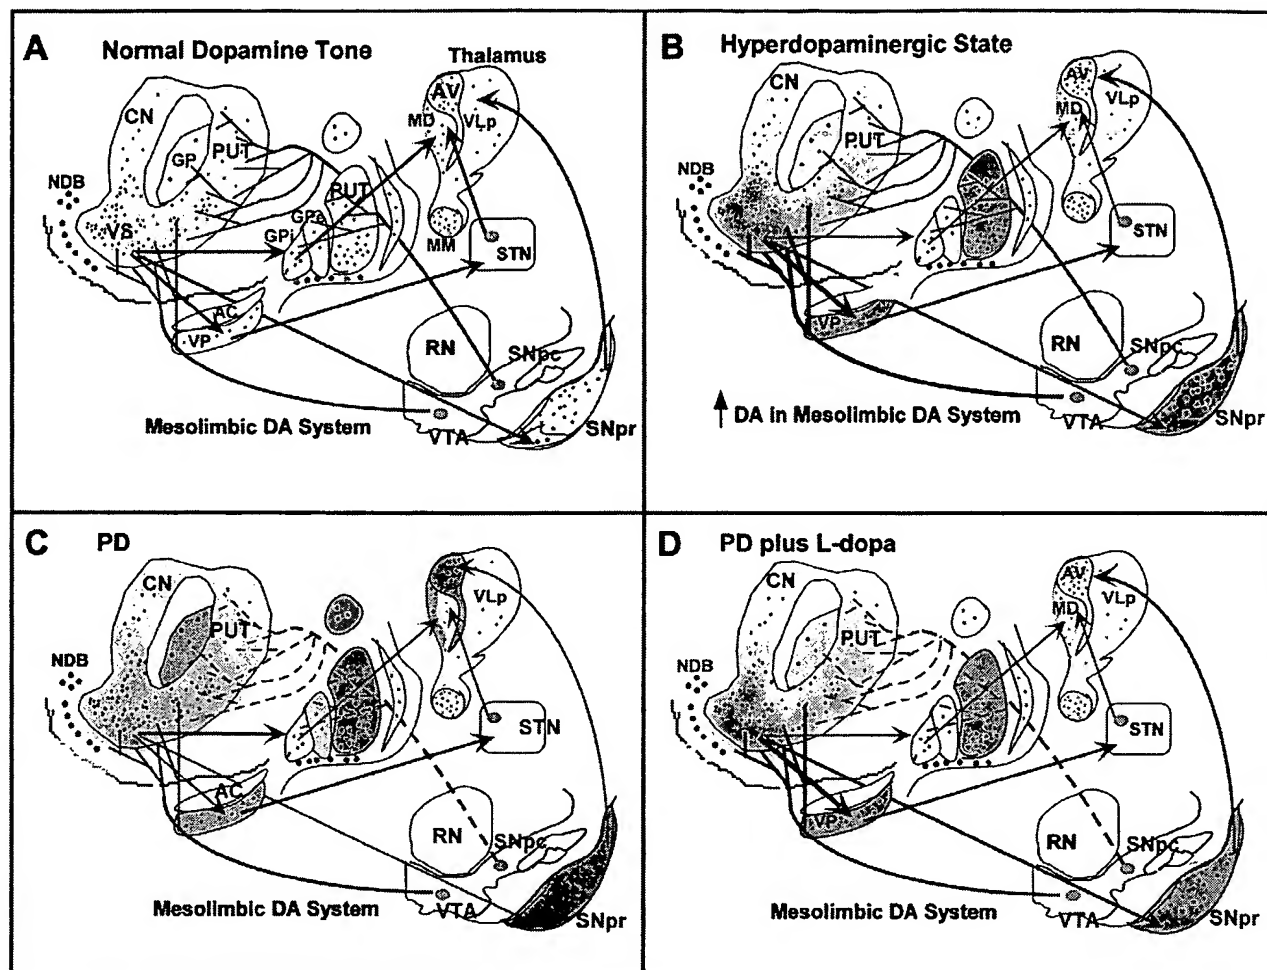 A Normal Dopamine Tone
Thalamus
CN
AV
MD
VLp
GP
PUT
NDB
PUT
VS
GPe
GPi
MM
STN
AC
VP
RN
SNpc
Mesolimbic DA System
VTA
SNpr
B Hyperdopaminergic State
CN
AV
MD
VLp
PUT
NDB
STN
VP
RN
SNpc
DA in Mesolimbic DA System
VTA
SNpr
C PD
CN
VLp
PUT
NDB
STN
AC
RN
SNpc
Mesolimbic DA System
VTA
SNpr
D PD plus L-dopa
CN
AV
MD
VLp
PUT
NDB
STN
VP
RN
SNpc
Mesolimbic DA System
VTA
SNpr